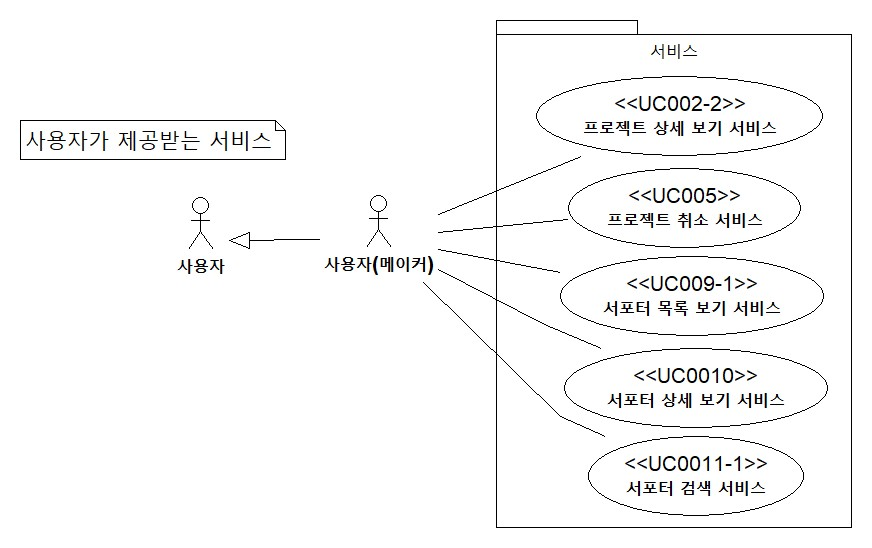 서비스
<<UC002-2>>
프로젝트 상세 보기 서비스
사용자가 제공받는 서비스
<<UC005>>
프로젝트 취소 서비스
사용자
사용자(메이커)
<<UC009-1>>
서포터 목록 보기 서비스
<<UC0010>>
서포터 상세 보기 서비스
<<UC0011-1>>
서포터 검색 서비스